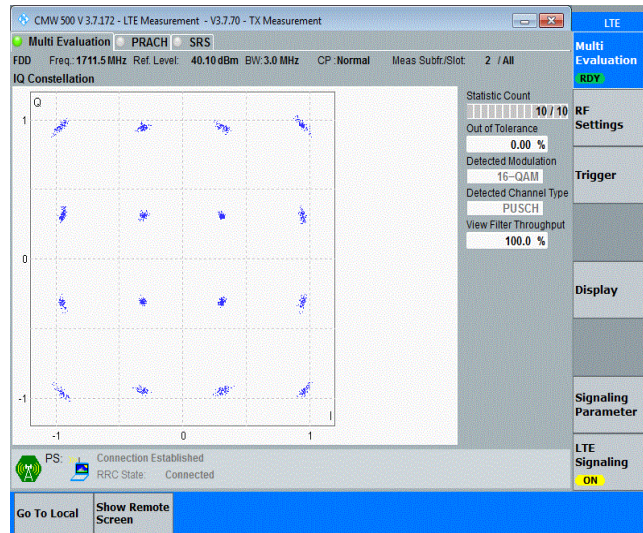 CMW 500 V 3.7.172 - LTE Measurement - V3.7.70 - TX Measurement
LTE
Multi Evaluation PRACH SRS
FDD Freq.: 1711.5 MHz Ref. Level: 40.10 dBm BW: 3.0 MHz CP : Normal Meas Subfr./Slot: 2 / All
IQ Constellation
Q
1
0
-1
-1 0 1
I
Statistic Count
10 / 10
Out of Tolerance
0.00 %
Detected Modulation
16-QAM
Detected Channel Type
PUSCH
View Filter Throughput
100.0 %
Multi
Evaluation
RDY
RF
Settings
Trigger
Display
Signaling
Parameter
LTE
Signaling
ON
PS: Connection Established
RRC State: Connected
Go To Local
Show Remote
Screen